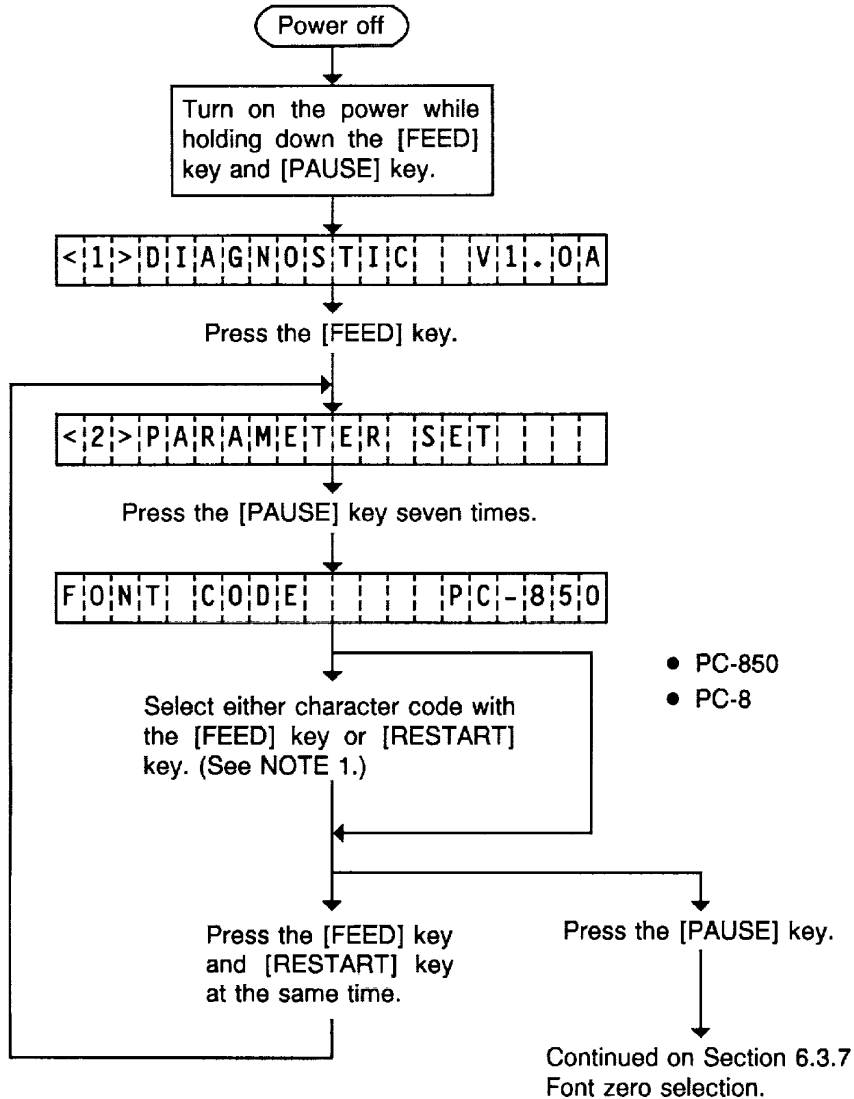 Power off
Turn on the power while
holding down the [FEED]
key and [PAUSE] key.
<1>DIAGNOSTIC  V1.0A
Press the [FEED] key.
<2>PARAMETER SET
Press the [PAUSE] key seven times.
FONT CODE     PC-850
● PC-850
● PC-8
Select either character code with
the [FEED] key or [RESTART]
key. (See NOTE 1.)
Press the [FEED] key
and [RESTART] key
at the same time.
Press the [PAUSE] key.
Continued on Section 6.3.7
Font zero selection.